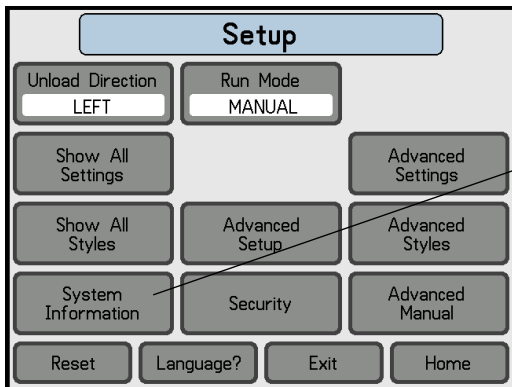 Setup
Unload Direction
LEFT
Run Mode
MANUAL
Show All
Settings
Advanced
Settings
Show All
Styles
Advanced
Setup
Advanced
Styles
System
Information
Security
Advanced
Manual
Reset
Language?
Exit
Home